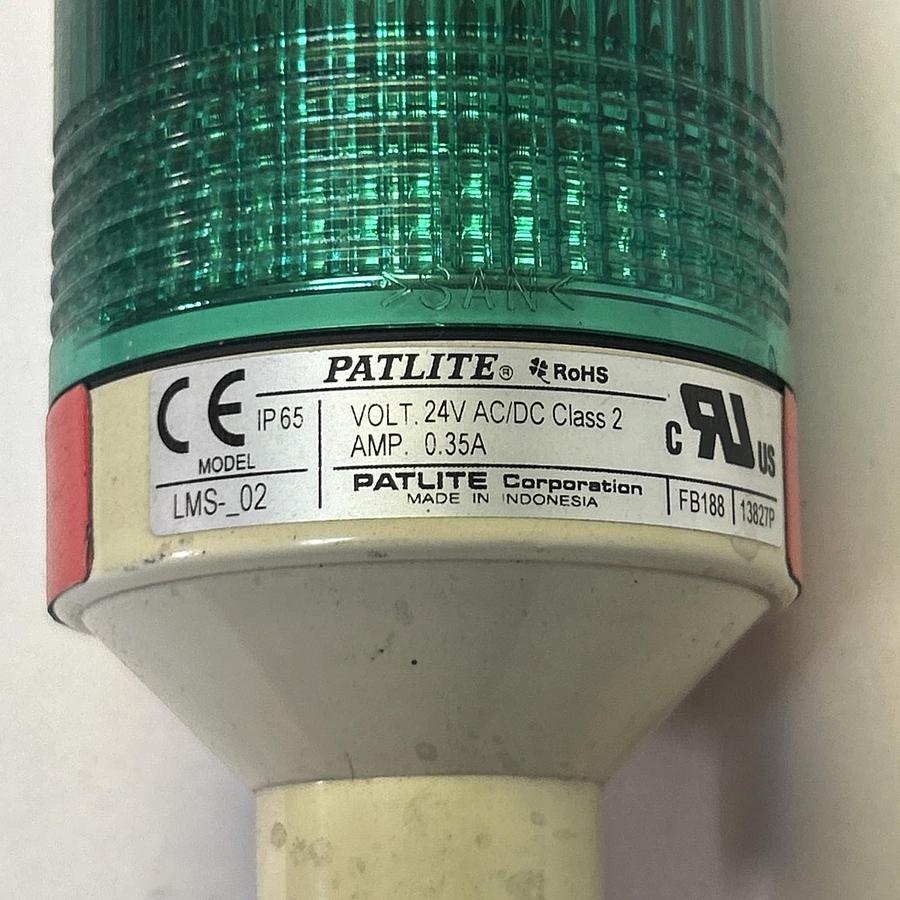 >SAN<
PATLITE® RoHS
CE IP65
VOLT. 24V AC/DC Class 2
AMP. 0.35A
c RU US
MODEL
LMS-_02
PATLITE Corporation
MADE IN INDONESIA
FB188
13827P